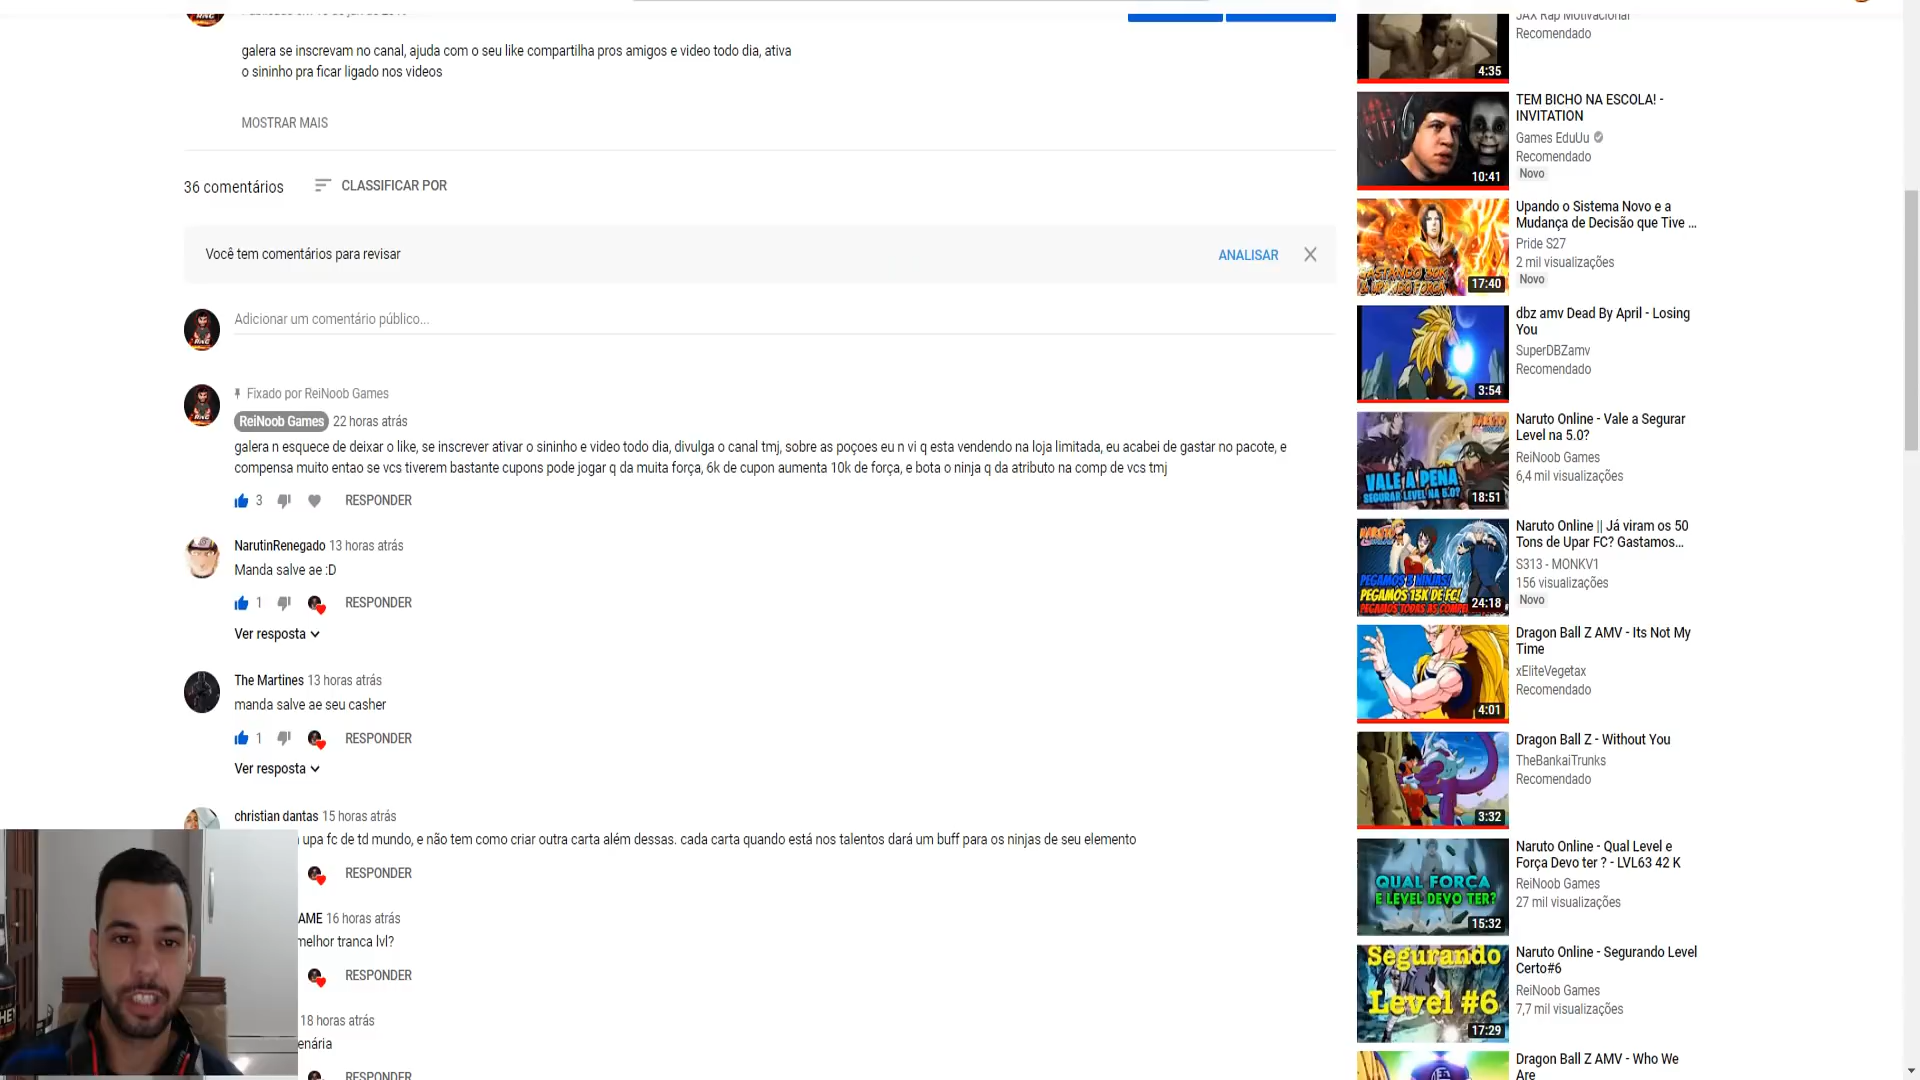 galera se inscrevam no canal, ajuda com o seu like compartilha pros amigos e video todo dia, ativa
o sininho pra ficar ligado nos videos
MOSTRAR MAIS
36 comentários
CLASSIFICAR POR
Você tem comentários para revisar
ANALISAR
Adicionar um comentário público...
Fixado por ReiNoob Games
ReiNoob Games 22 horas atrás
galera n esquece de deixar o like, se inscrever ativar o sininho e video todo dia, divulga o canal tmj, sobre as poçoes eu n vi q esta vendendo na loja limitada, eu acabei de gastar no pacote, e
compensa muito entao se vcs tiverem bastante cupons pode jogar q da muita força, 6k de cupon aumenta 10k de força, e bota o ninja q da atributo na comp de vcs tmj
3 RESPONDER
NarutinRenegado 13 horas atrás
Manda salve ae :D
1 RESPONDER
Ver resposta
The Martines 13 horas atrás
manda salve ae seu casher
1 RESPONDER
Ver resposta
christian dantas 15 horas atrás
upa fc de td mundo, e não tem como criar outra carta além dessas. cada carta quando está nos talentos dará um buff para os ninjas de seu elemento
RESPONDER
AME 16 horas atrás
melhor tranca lvl?
RESPONDER
18 horas atrás
enária
RESPONDER
JAX Rap Motivacional
Recomendado
4:35
TEM BICHO NA ESCOLA! -
INVITATION
Games EduUu
Recomendado
Novo
10:41
Upando o Sistema Novo e a
Mudança de Decisão que Tive ...
Pride S27
2 mil visualizações
Novo
17:40
dbz amv Dead By April - Losing
You
SuperDBZamv
Recomendado
3:54
Naruto Online - Vale a Segurar
Level na 5.0?
ReiNoob Games
6,4 mil visualizações
VALE A PENA
SEGURAR LEVEL NA 5.0?
18:51
Naruto Online || Já viram os 50
Tons de Upar FC? Gastamos...
S313 - MONKV1
156 visualizações
Novo
PEGAMOS 3 NINJAS!
PEGAMOS 13K DE FC!
PEGAMOS TODAS AS
24:18
Dragon Ball Z AMV - Its Not My
Time
xEliteVegetax
Recomendado
4:01
Dragon Ball Z - Without You
TheBankaiTrunks
Recomendado
3:32
Naruto Online - Qual Level e
Força Devo ter ? - LVL63 42 K
ReiNoob Games
27 mil visualizações
QUAL FORÇA
E LEVEL DEVO TER?
15:32
Naruto Online - Segurando Level
Certo#6
ReiNoob Games
7,7 mil visualizações
Segurando
Level #6
17:29
Dragon Ball Z AMV - Who We
Are